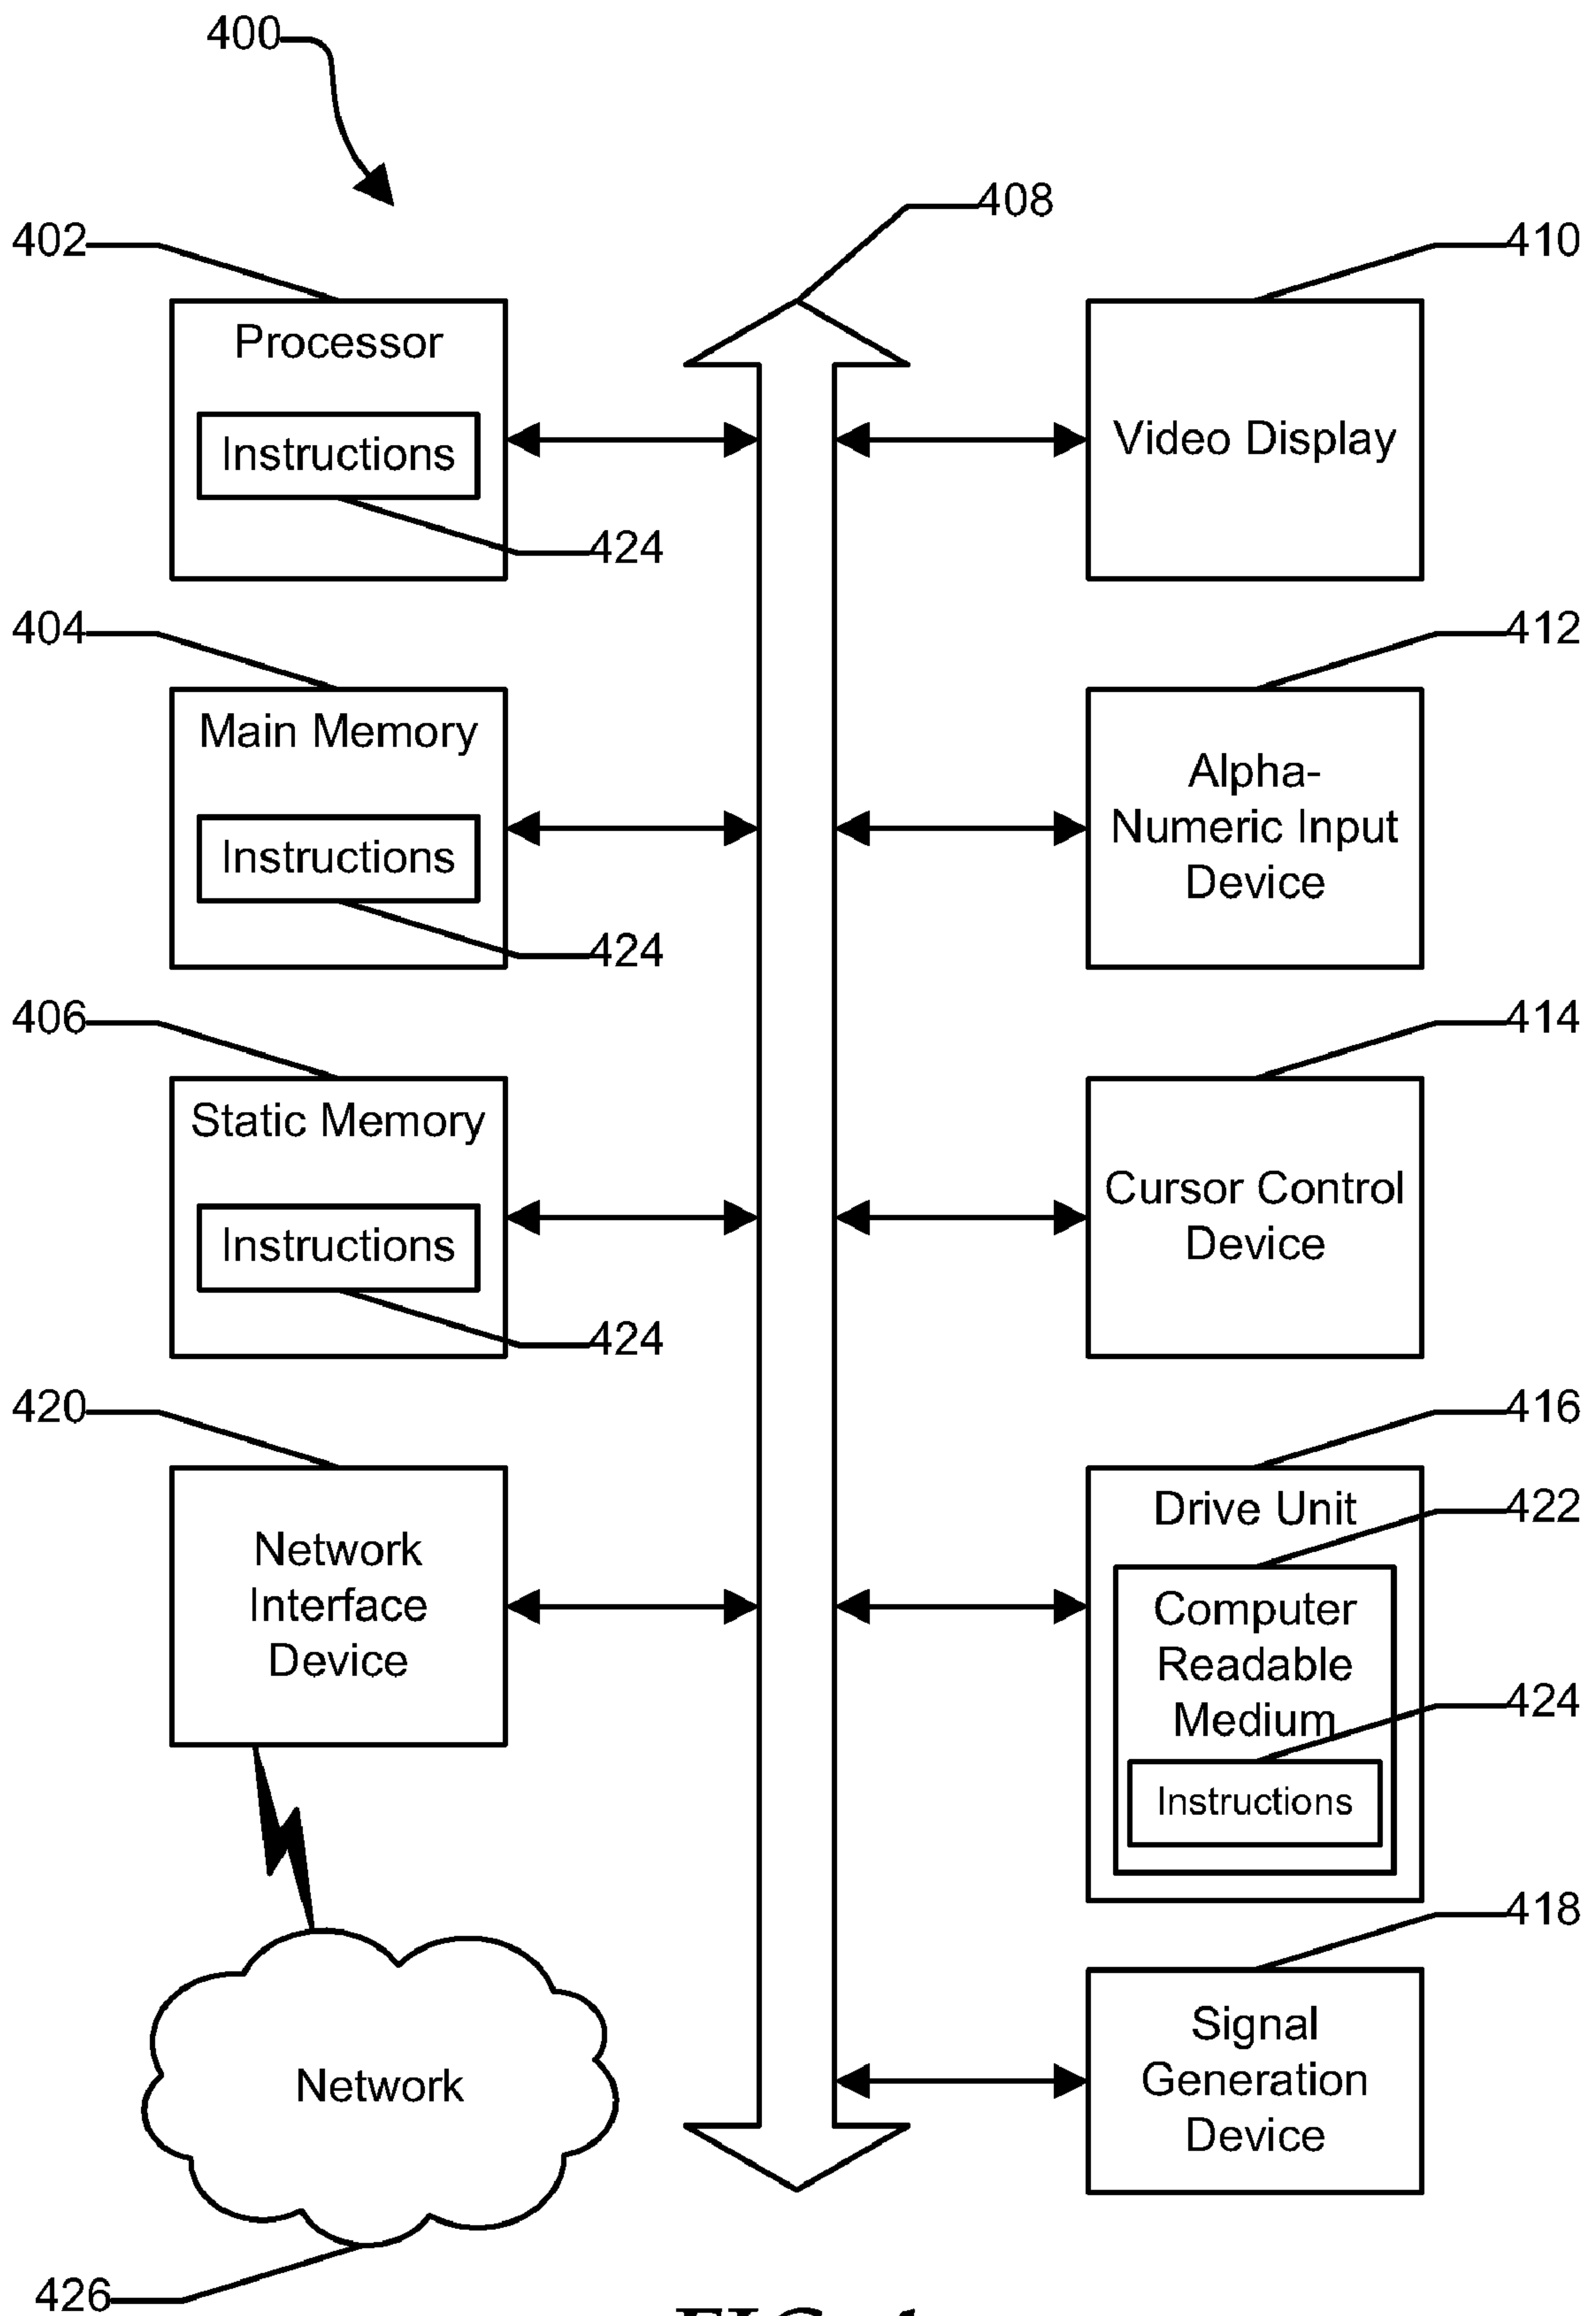 400
408
402
410
Processor
Instructions
424
Video Display
404
412
Main Memory
Instructions
424
Alpha-
Numeric Input
Device
406
414
Static Memory
Instructions
424
Cursor Control
Device
420
416
Network
Interface
Device
Drive Unit
422
Computer
Readable
Medium
424
Instructions
418
Network
Signal
Generation
Device
426